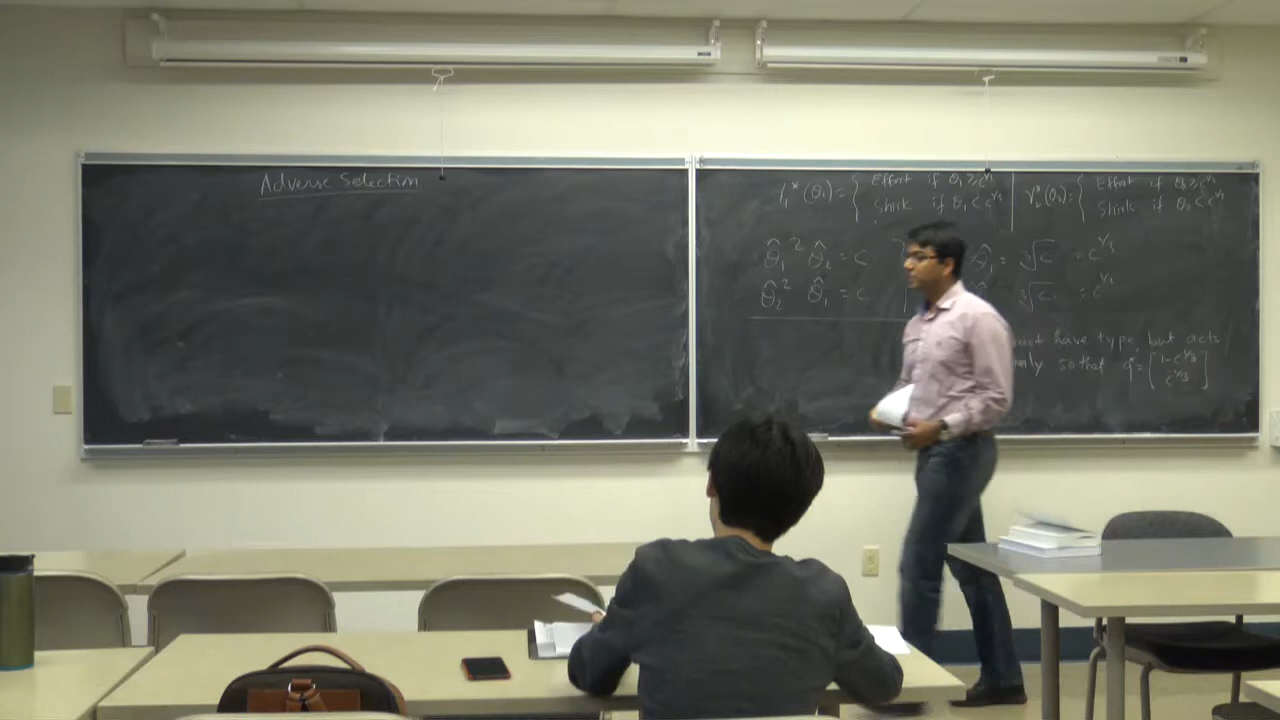 Adverse Selection
(θ₁) = { Effort if θ₁ ≥ c^1/3
Shirk if θ₁ < c^1/3
(θ₂) = { Effort if θ₂ ≥ c^1/3
Shirk if θ₂ < c^1/3
θ̂₁² θ̂₂ = c
θ̂₁ = ∛c = c^1/3
θ̂₂² θ̂₁ = c
∛c = c^1/3
have type, but acts
so that q* = [1-c^1/3
c^1/3]